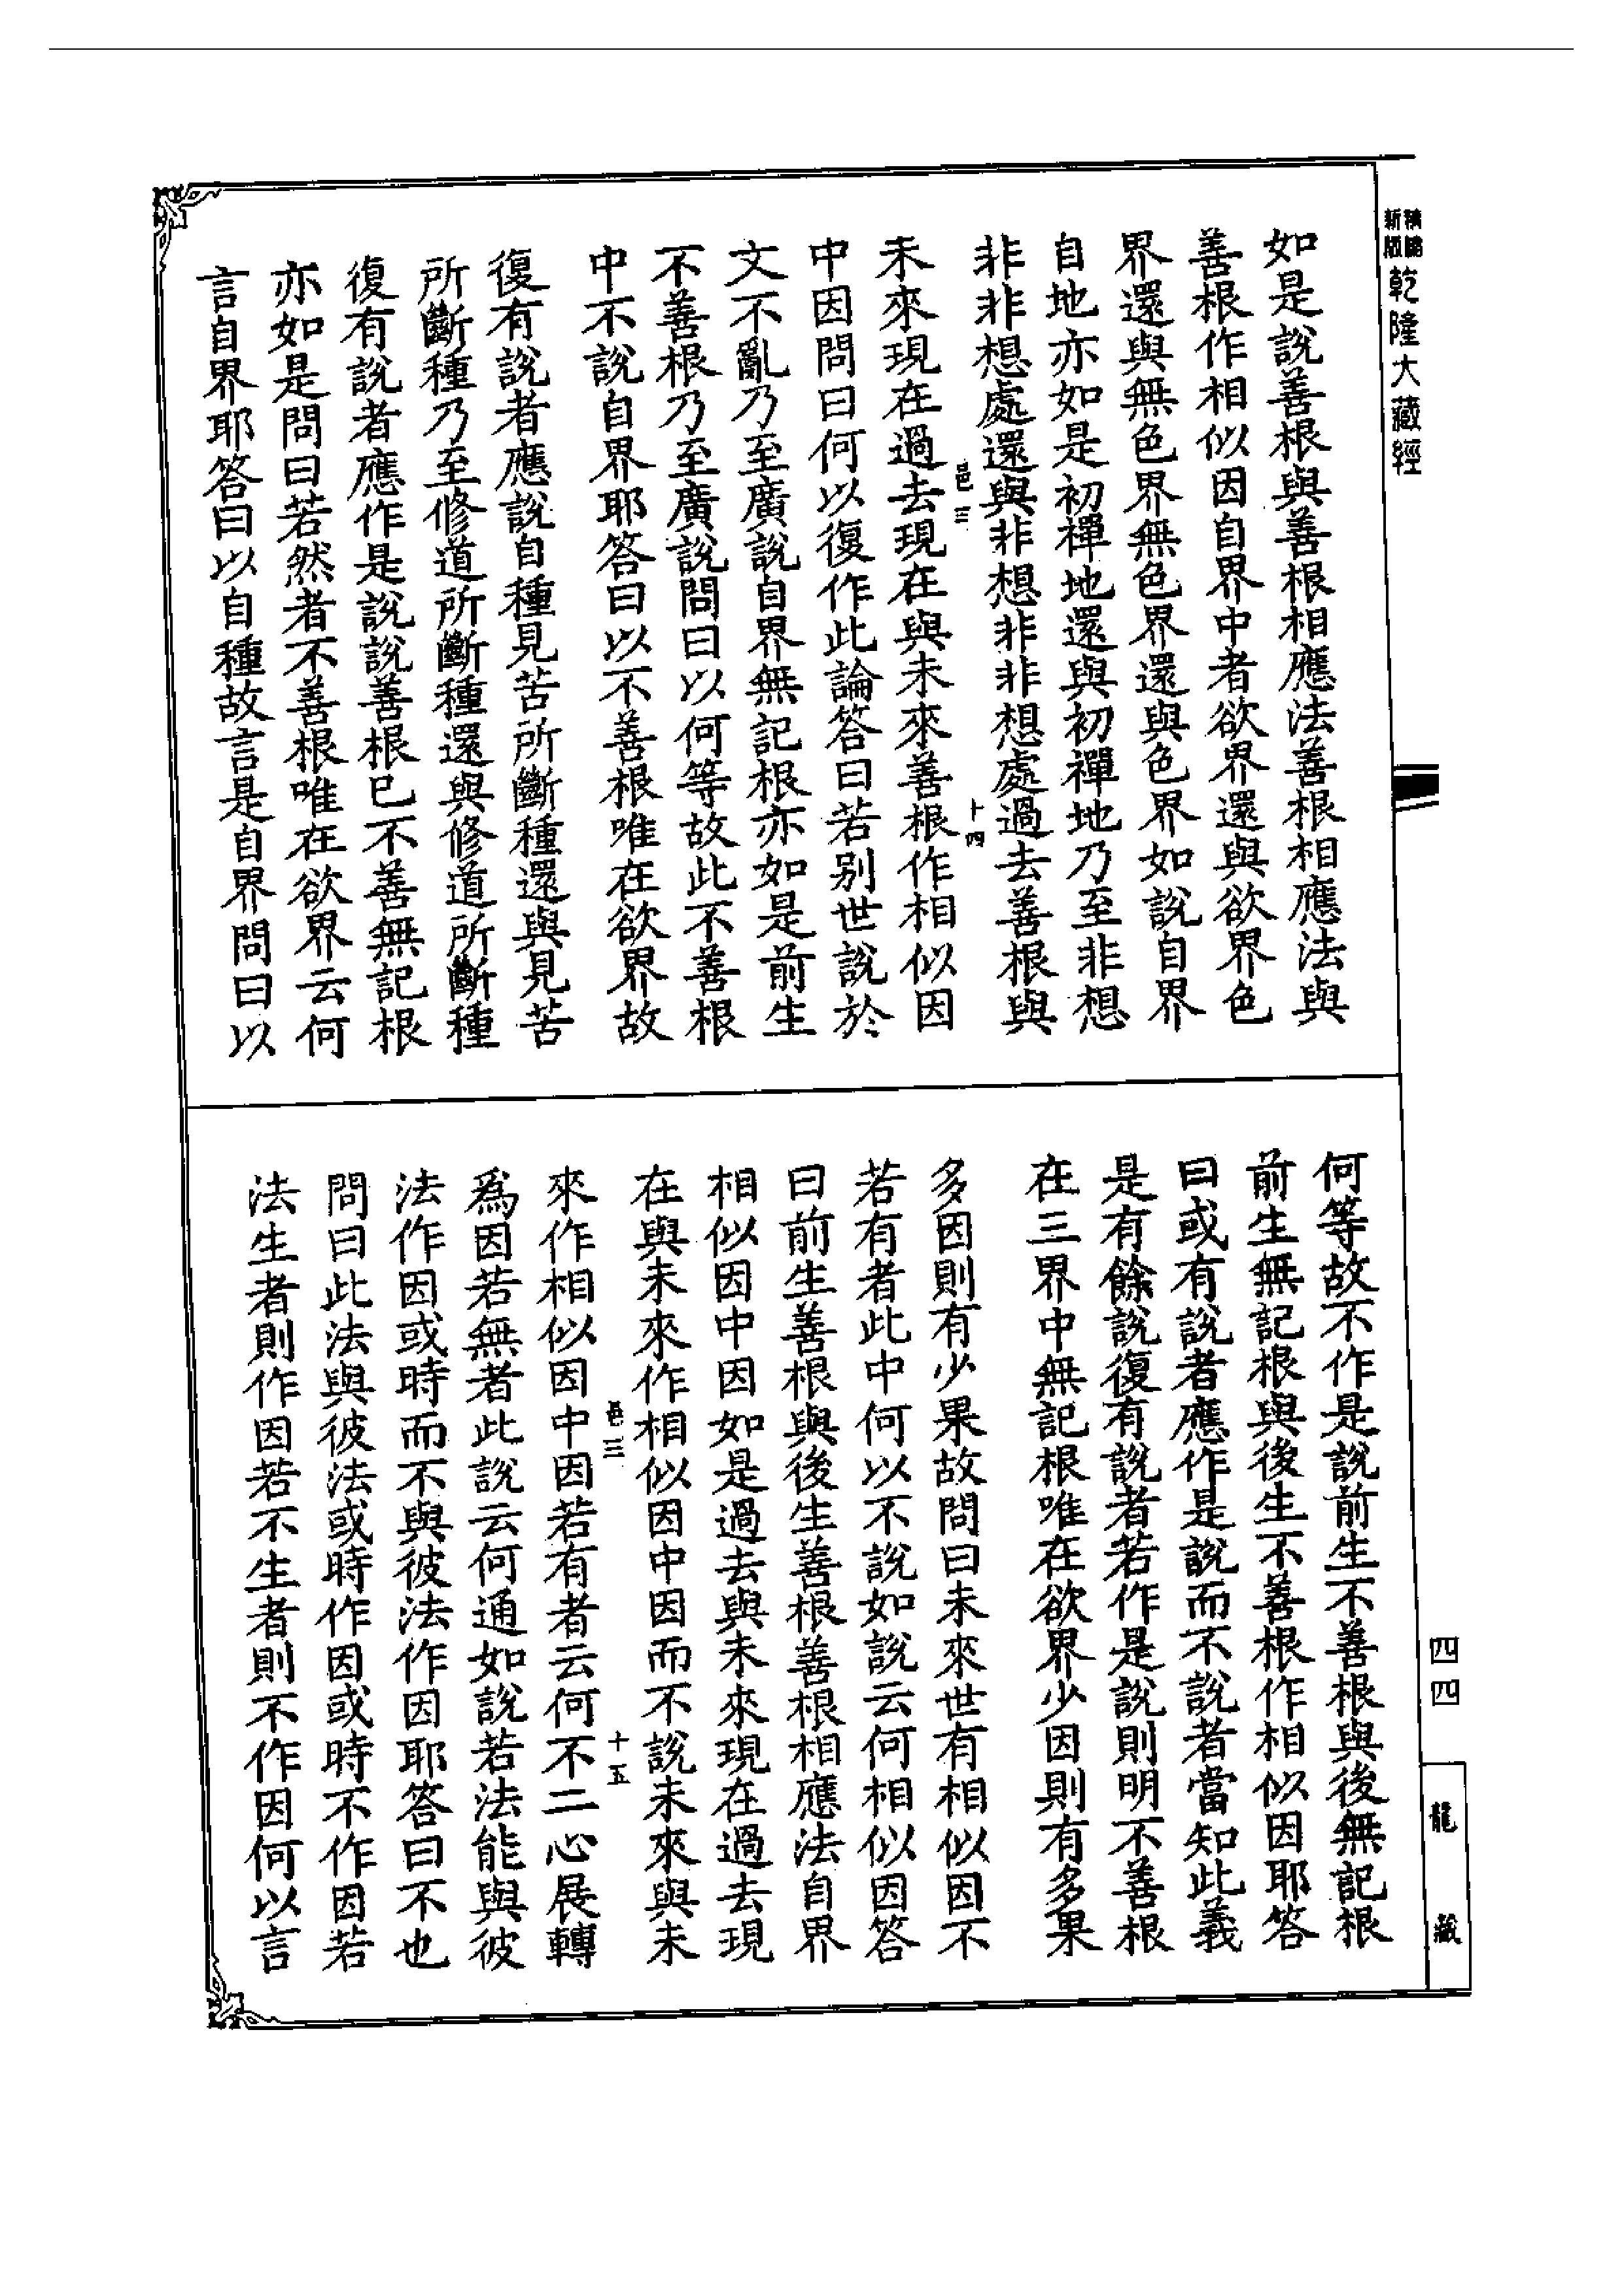 精編
新版
乾隆大藏經
如是說善根與善根相應法善根相應法與
善根作相似因自界中者欲界還與欲界色
界還與無色界無色界還與色界如說自界
自地亦如是初禪地還與初禪地乃至非想
非非想處還與非想非非想處過去善根與
邑三
十四
未來現在過去現在與未來善根作相似因
中因問曰何以復作此論答曰若別世說於
文不亂乃至廣說自界無記根亦如是前生
不善根乃至廣說問曰以何等故此不善根
中不說自界耶答曰以不善根唯在欲界故
復有說者應說自種見苦所斷種還與見苦
所斷種乃至修道所斷種還與修道所斷種
復有說者應作是說說善根已不善無記根
亦如是問曰若然者不善根唯在欲界云何
言自界耶答曰以自種故言是自界問曰以
何等故不作是說前生不善根與後無記根
前生無記根與後生不善根作相似因耶答
曰或有說者應作是說而不說者當知此義
是有餘說復有說者若作是說則明不善根
在三界中無記根唯在欲界少因則有多果
多因則有少果故問曰未來世有相似因不
若有者此中何以不說如說云何相似因答
曰前生善根與後生善根善根相應法自界
相似因中因如是過去與未來現在過去現
在與未來作相似因中因而不說未來與未
邑三
十五
來作相似因中因若有者云何不二心展轉
為因若無者此說云何通如說若法能與彼
法作因或時而不與彼法作因耶答曰不也
問曰此法與彼法或時作因或時不作因若
法生者則作因若不生者則不作因何以言
四四
龍藏